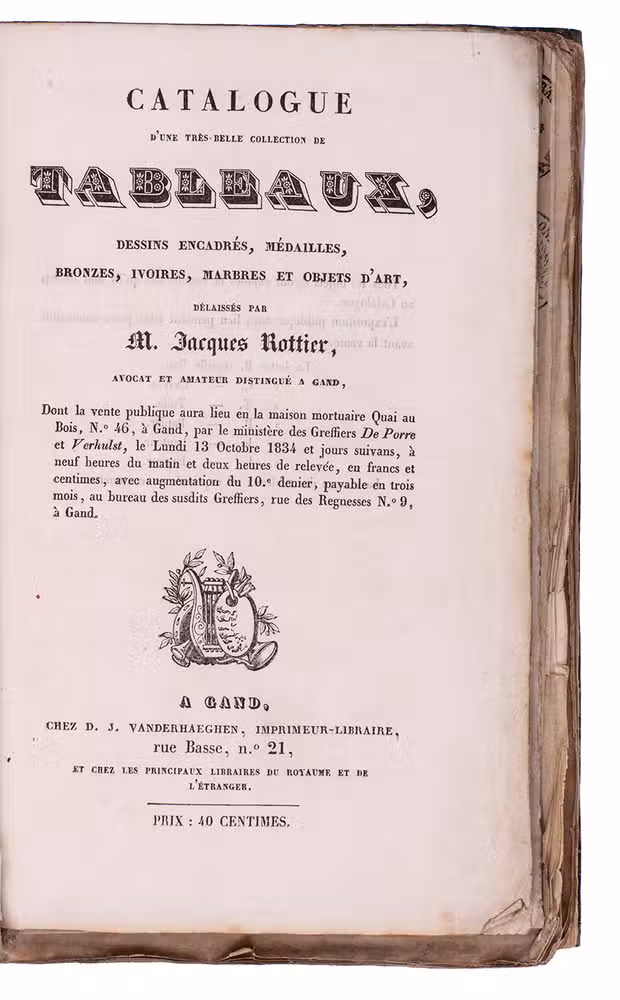 CATALOGUE
D'UNE TRÈS-BELLE COLLECTION DE
TABLEAUX,
DESSINS ENCADRÉS, MÉDAILLES,
BRONZES, IVOIRES, MARBRES ET OBJETS D'ART,
DÉLAISSÉS PAR
M. Jacques Rottier,
AVOCAT ET AMATEUR DISTINGUÉ A GAND,
Dont la vente publique aura lieu en la maison mortuaire Quai au
Bois, N.º 46, à Gand, par le ministère des Greffiers De Porre
et Verhulst, le Lundi 13 Octobre 1834 et jours suivans, à
neuf heures du matin et deux heures de relevée, en francs et
centimes, avec augmentation du 10.e denier, payable en trois
mois, au bureau des susdits Greffiers, rue des Regnesses N.º 9,
à Gand.
A GAND,
CHEZ D. J. VANDERHAEGHEN, IMPRIMEUR-LIBRAIRE,
rue Basse, n.º 21,
ET CHEZ LES PRINCIPAUX LIBRAIRES DU ROYAUME ET DE
L'ÉTRANGER.
PRIX : 40 CENTIMES.